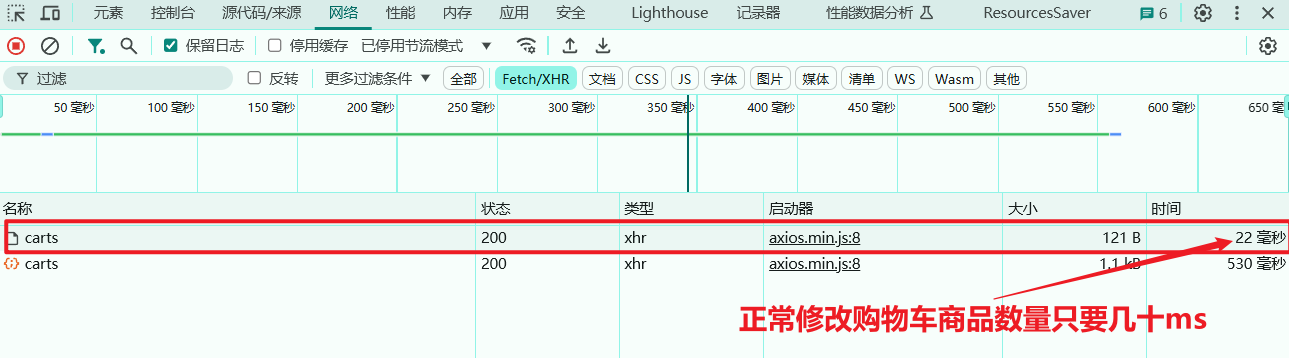 元素 控制台 源代码/来源 网络 性能 内存 应用 安全 Lighthouse 记录器 性能数据分析 ResourcesSaver 6
保留日志 停用缓存 已停用节流模式
过滤 反转 更多过滤条件 全部 Fetch/XHR 文档 CSS JS 字体 图片 媒体 清单 WS Wasm 其他
50 毫秒 100 毫秒 150 毫秒 200 毫秒 250 毫秒 300 毫秒 350 毫秒 400 毫秒 450 毫秒 500 毫秒 550 毫秒 600 毫秒 650 毫
名称 状态 类型 启动器 大小 时间
carts 200 xhr axios.min.js:8 121 B 22 毫秒
carts 200 xhr axios.min.js:8 1.1 kB 530 毫秒
正常修改购物车商品数量只要几十ms